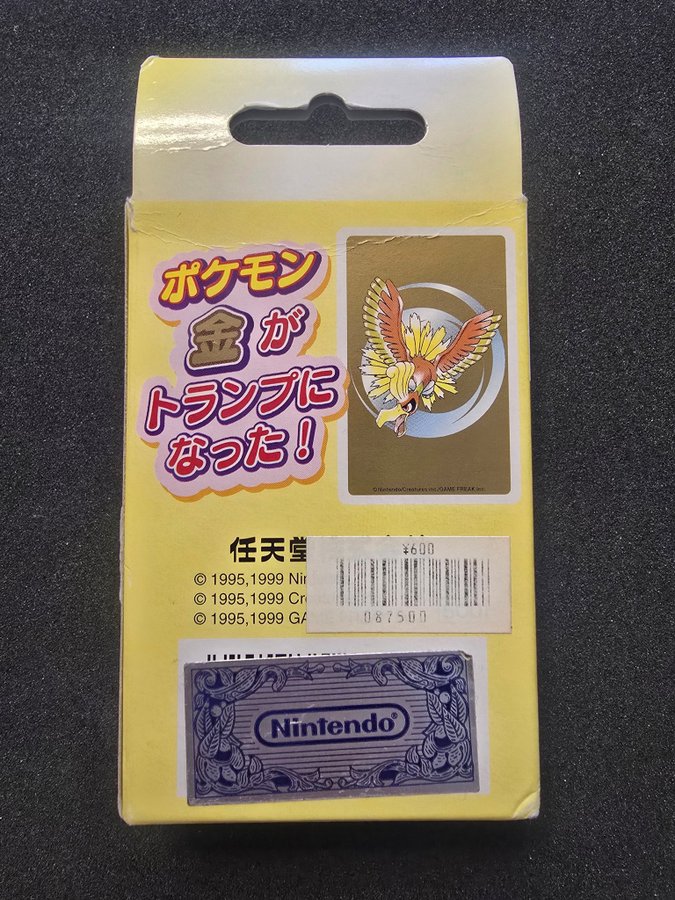 ポケモン
金が
トランプに
なった!
©Nintendo/Creatures inc./GAME FREAK inc.
任天堂
¥600
© 1995,1999 Nin
© 1995,1999 Cre
© 1995,1999 GA
087500
Nintendo®